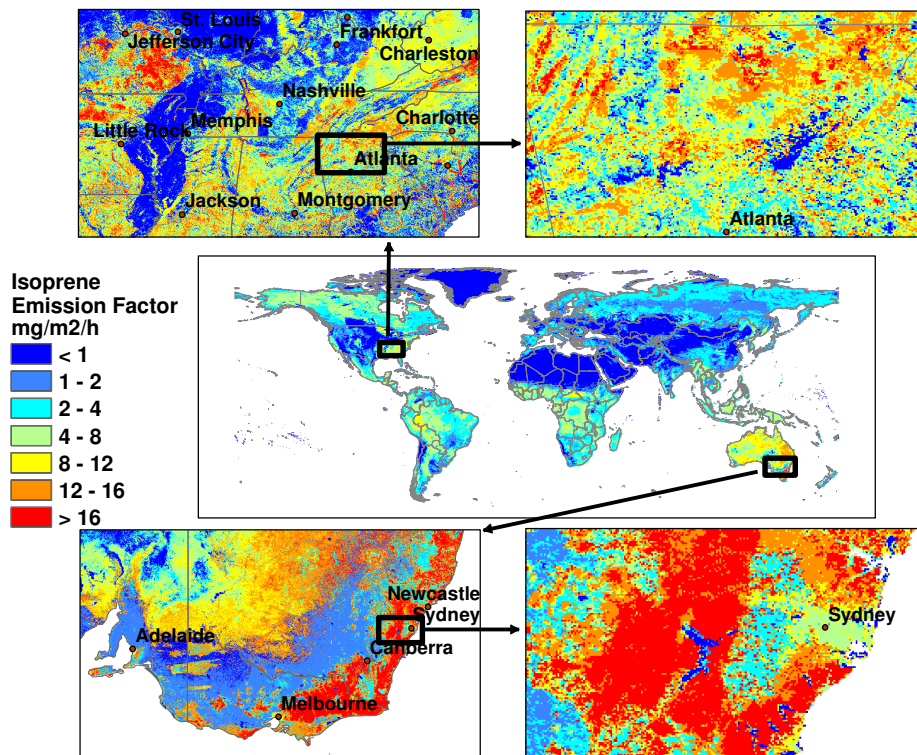 St. Louis
Jefferson City
Frankfort
Charleston
Nashville
Memphis
Little Rock
Charlotte
Atlanta
Jackson
Montgomery
Atlanta
Isoprene
Emission Factor
mg/m2/h
< 1
1 - 2
2 - 4
4 - 8
8 - 12
12 - 16
> 16
Newcastle
Sydney
Adelaide
Canberra
Melbourne
Sydney